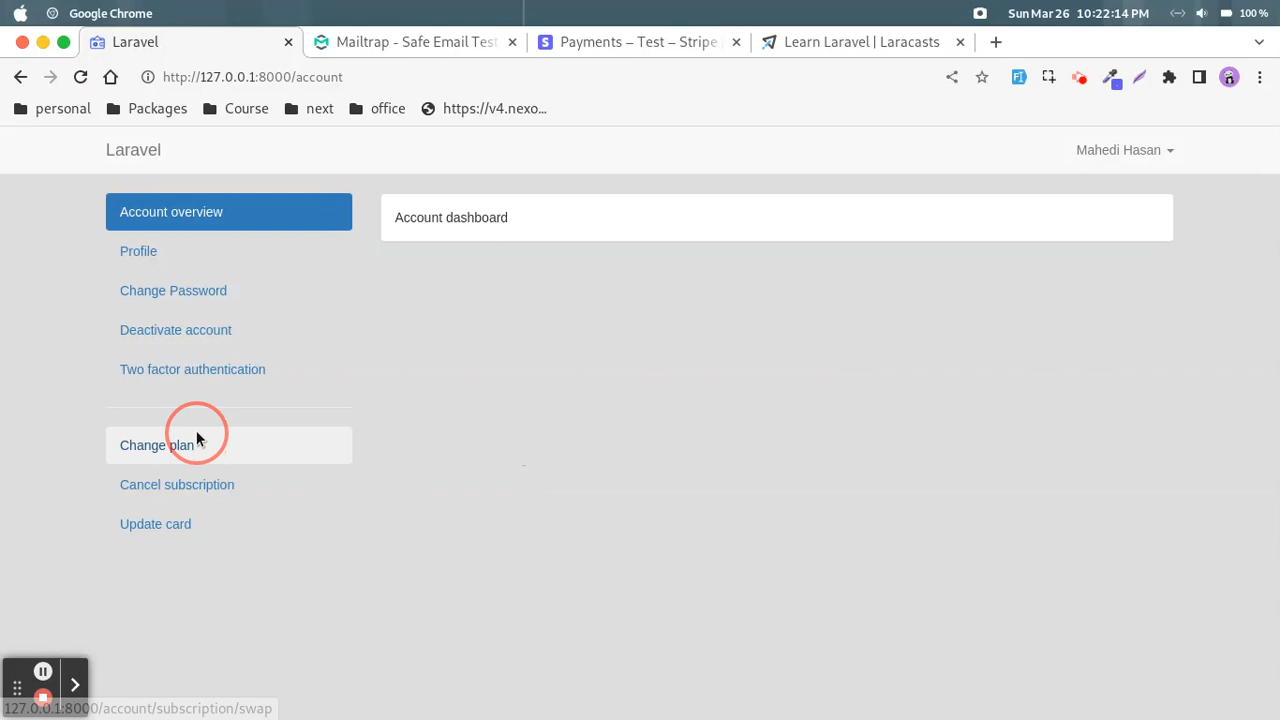 Google Chrome
Sun Mar 26 10:22:14 PM
100 %
Laravel
Mailtrap - Safe Email Test
Payments – Test – Stripe
Learn Laravel | Laracasts
http://127.0.0.1:8000/account
personal
Packages
Course
next
office
https://v4.nexo...
Laravel
Mahedi Hasan
Account overview
Account dashboard
Profile
Change Password
Deactivate account
Two factor authentication
Change plan
Cancel subscription
Update card
127.0.0.1:8000/account/subscription/swap